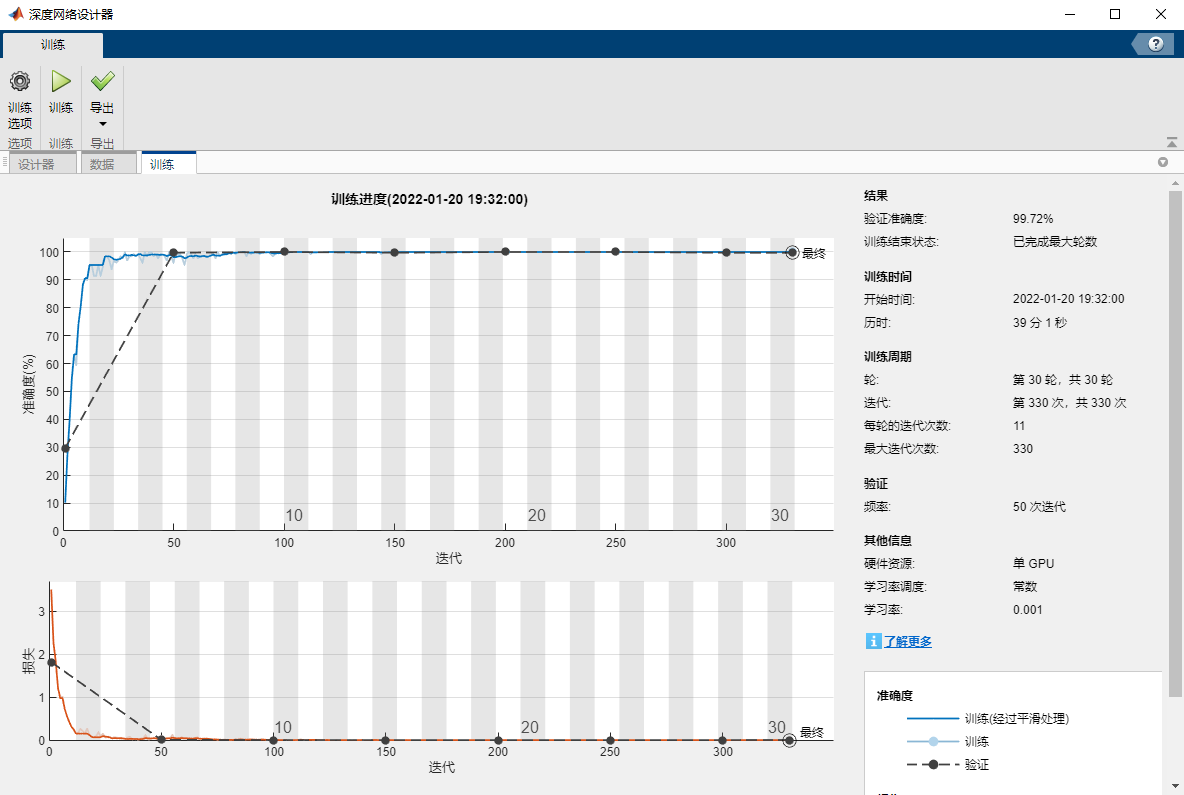 深度网络设计器
训练
?
训练选项
训练
导出
选项
训练
导出
设计器
数据
训练
训练进度(2022-01-20 19:32:00)
100
90
80
70
60
50
40
30
20
10
0
准确度(%)
最终
10
20
30
0
50
100
150
200
250
300
迭代
3
2
1
0
损失
10
20
30
最终
0
50
100
150
200
250
300
迭代
结果
验证准确度: 99.72%
训练结束状态: 已完成最大轮数
训练时间
开始时间: 2022-01-20 19:32:00
历时: 39 分 1 秒
训练周期
轮: 第 30 轮，共 30 轮
迭代: 第 330 次，共 330 次
每轮的迭代次数: 11
最大迭代次数: 330
验证
频率: 50 次迭代
其他信息
硬件资源: 单 GPU
学习率调度: 常数
学习率: 0.001
i 了解更多
准确度
训练(经过平滑处理)
训练
验证